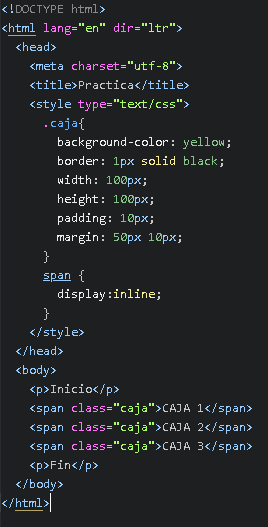 <!DOCTYPE html>
<html lang="en" dir="ltr">
  <head>
    <meta charset="utf-8">
    <title>Practica</title>
    <style type="text/css">
      .caja{
        background-color: yellow;
        border: 1px solid black;
        width: 100px;
        height: 100px;
        padding: 10px;
        margin: 50px 10px;
      }
      span {
        display:inline;
      }
    </style>
  </head>
  <body>
    <p>Inicio</p>
    <span class="caja">CAJA 1</span>
    <span class="caja">CAJA 2</span>
    <span class="caja">CAJA 3</span>
    <p>Fin</p>
  </body>
</html>